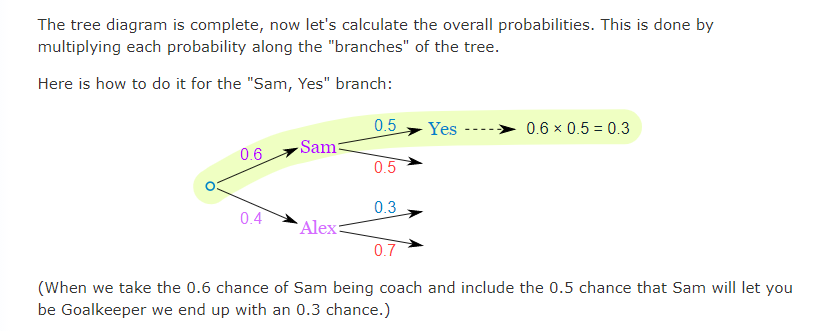 The tree diagram is complete, now let's calculate the overall probabilities. This is done by
multiplying each probability along the "branches" of the tree.
Here is how to do it for the "Sam, Yes" branch:
0.5 Yes 0.6 × 0.5 = 0.3
0.6 Sam
0.5
0.3
0.4 Alex
0.7
(When we take the 0.6 chance of Sam being coach and include the 0.5 chance that Sam will let you
be Goalkeeper we end up with an 0.3 chance.)